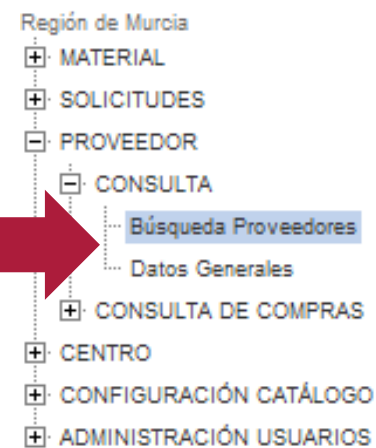 Región de Murcia
MATERIAL
SOLICITUDES
PROVEEDOR
CONSULTA
Búsqueda Proveedores
Datos Generales
CONSULTA DE COMPRAS
CENTRO
CONFIGURACIÓN CATÁLOGO
ADMINISTRACIÓN USUARIOS